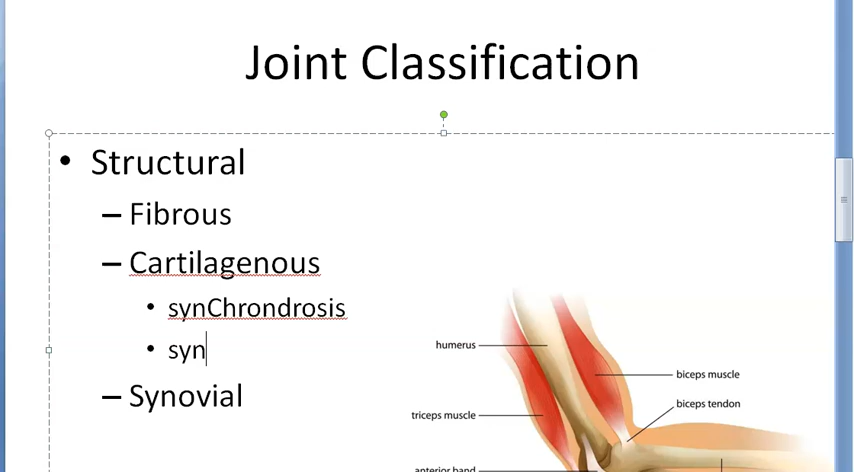 Joint Classification
• Structural
– Fibrous
– Cartilagenous
• synChrondrosis
• syn
– Synovial
humerus
biceps muscle
biceps tendon
triceps muscle
anterior band